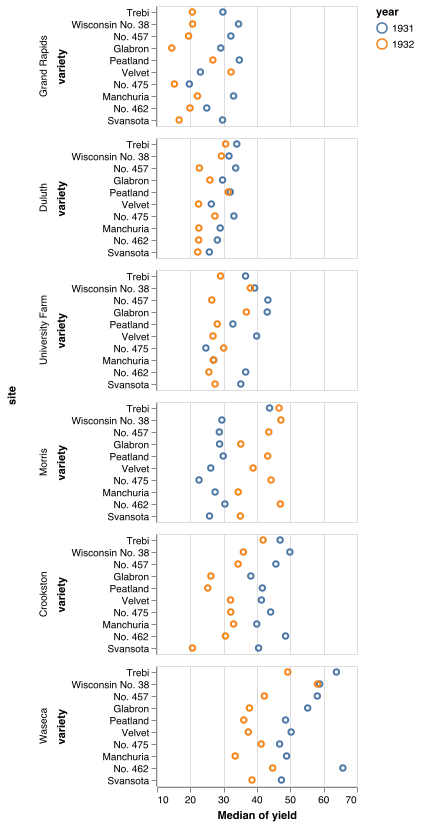 year
1931
1932
site
Grand Rapids
variety
Trebi
Wisconsin No. 38
No. 457
Glabron
Peatland
Velvet
No. 475
Manchuria
No. 462
Svansota
Duluth
variety
Trebi
Wisconsin No. 38
No. 457
Glabron
Peatland
Velvet
No. 475
Manchuria
No. 462
Svansota
University Farm
variety
Trebi
Wisconsin No. 38
No. 457
Glabron
Peatland
Velvet
No. 475
Manchuria
No. 462
Svansota
Morris
variety
Trebi
Wisconsin No. 38
No. 457
Glabron
Peatland
Velvet
No. 475
Manchuria
No. 462
Svansota
Crookston
variety
Trebi
Wisconsin No. 38
No. 457
Glabron
Peatland
Velvet
No. 475
Manchuria
No. 462
Svansota
Waseca
variety
Trebi
Wisconsin No. 38
No. 457
Glabron
Peatland
Velvet
No. 475
Manchuria
No. 462
Svansota
10 20 30 40 50 60 70
Median of yield